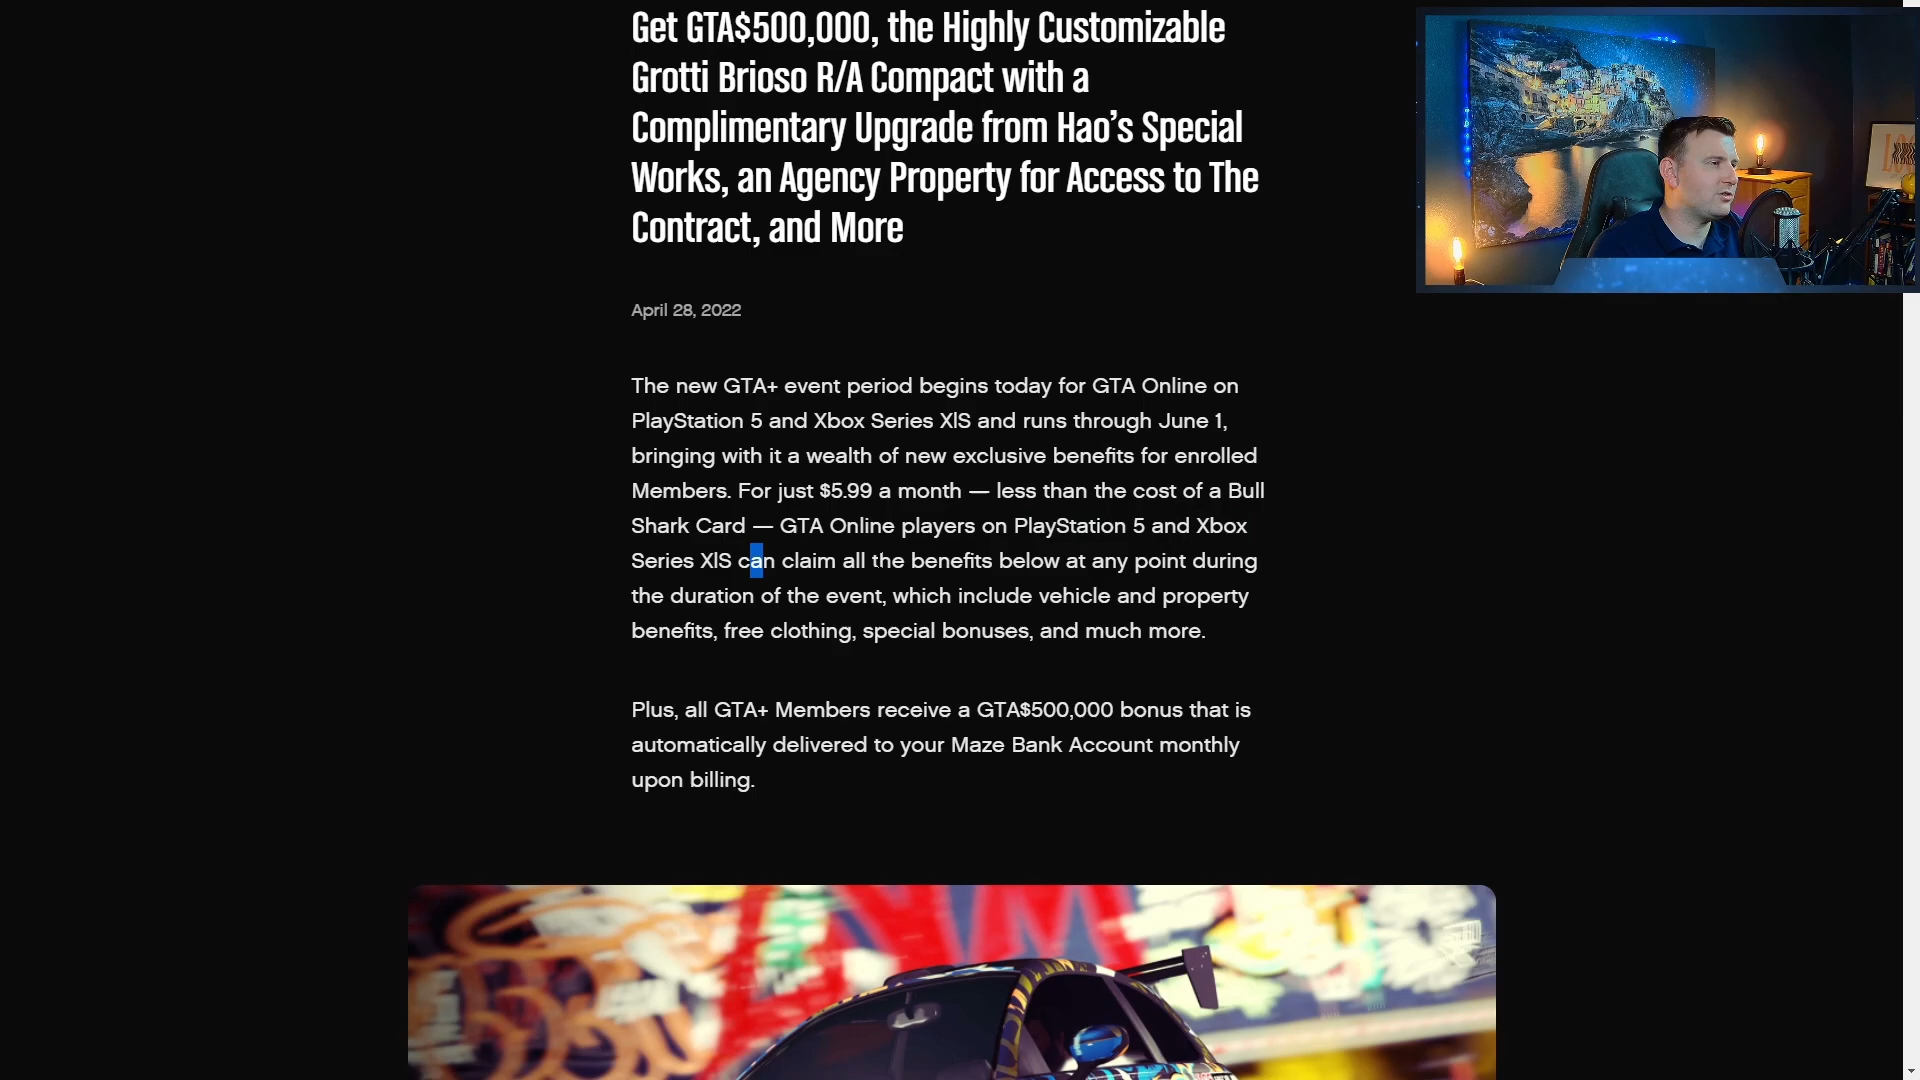 Get GTA$500,000, the Highly Customizable
Grotti Brioso R/A Compact with a
Complimentary Upgrade from Hao’s Special
Works, an Agency Property for Access to The
Contract, and More
April 28, 2022
The new GTA+ event period begins today for GTA Online on
PlayStation 5 and Xbox Series X|S and runs through June 1,
bringing with it a wealth of new exclusive benefits for enrolled
Members. For just $5.99 a month — less than the cost of a Bull
Shark Card — GTA Online players on PlayStation 5 and Xbox
Series X|S can claim all the benefits below at any point during
the duration of the event, which include vehicle and property
benefits, free clothing, special bonuses, and much more.
Plus, all GTA+ Members receive a GTA$500,000 bonus that is
automatically delivered to your Maze Bank Account monthly
upon billing.